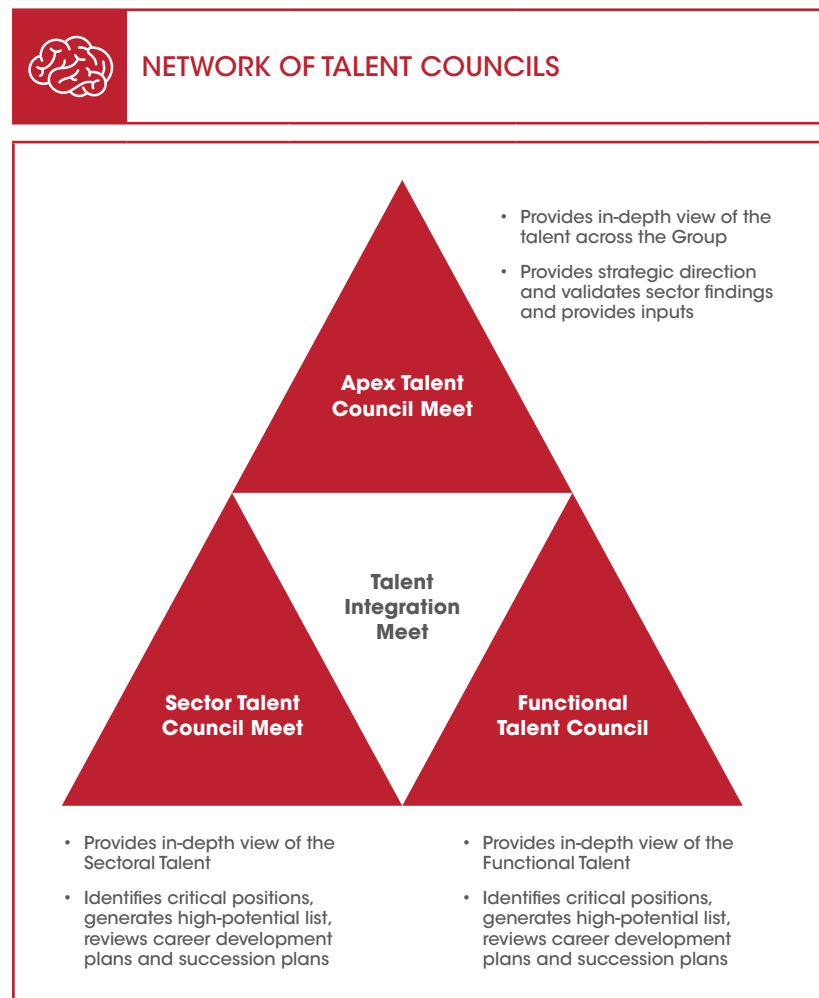 NETWORK OF TALENT COUNCILS
• Provides in-depth view of the
talent across the Group
• Provides strategic direction
and validates sector findings
and provides inputs
Apex Talent
Council Meet
Talent
Integration
Meet
Sector Talent
Council Meet
Functional
Talent Council
• Provides in-depth view of the
Sectoral Talent
• Identifies critical positions,
generates high-potential list,
reviews career development
plans and succession plans
• Provides in-depth view of the
Functional Talent
• Identifies critical positions,
generates high-potential list,
reviews career development
plans and succession plans